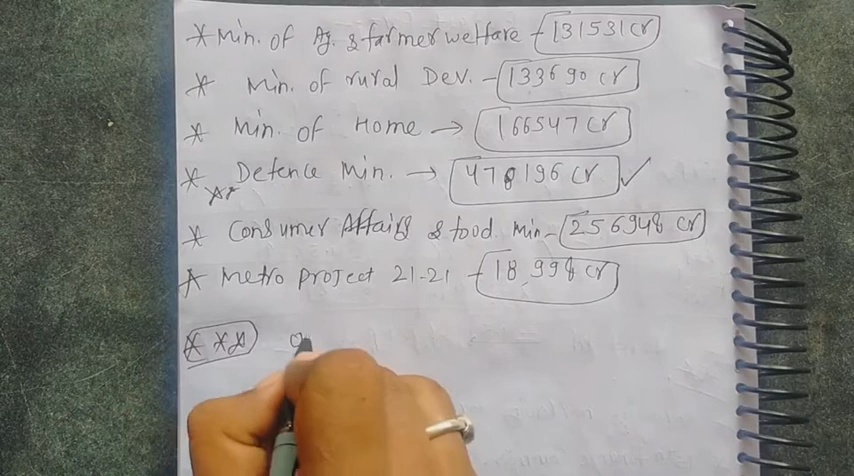 * Min. of Ag. & farmer welfare - 131531 cr
* Min. of rural Dev. - 133690 cr
* Min. of Home → 166547 cr
* Defence Min. → 478196 cr ✓
* Consumer Affairs & food min - 256948 cr
* Metro project 21-21 - 18,998 cr
* * *